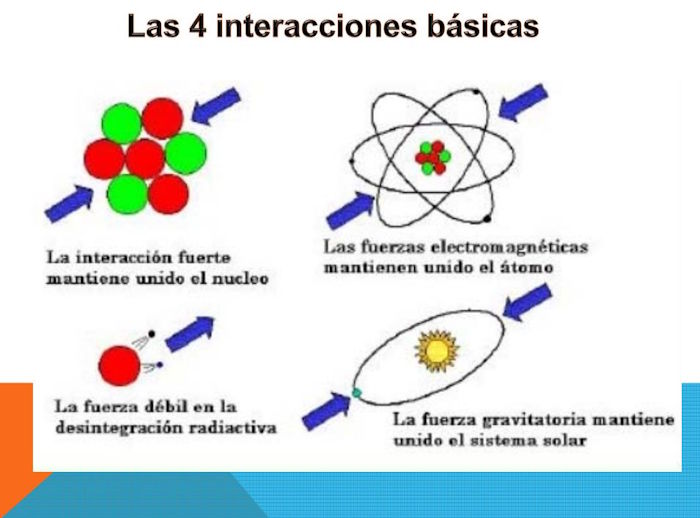 Las 4 interacciones básicas
La interacción fuerte
mantiene unido el nucleo
Las fuerzas electromagnéticas
mantienen unido el átomo
La fuerza débil en la
desintegración radiactiva
La fuerza gravitatoria mantiene
unido el sistema solar